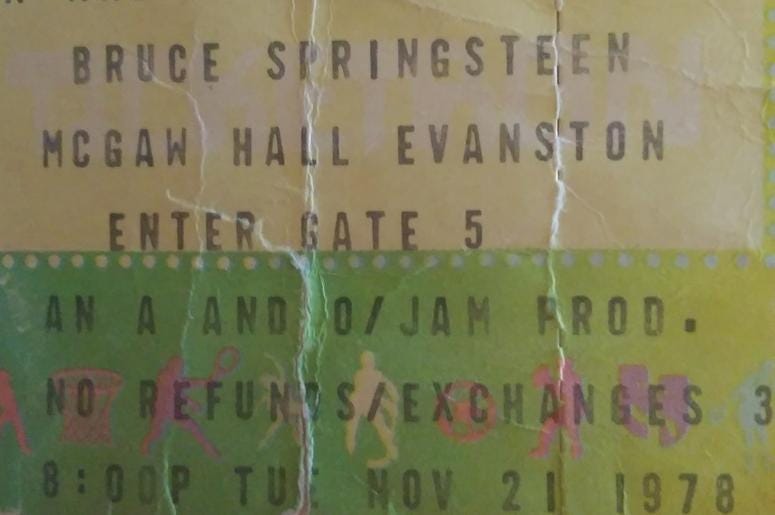 BRUCE SPRINGSTEEN
MCGAW HALL EVANSTON
ENTER GATE 5
AN A AND O/JAM PROD.
NO REFUNDS/EXCHANGES 3
8:00P TUE NOV 21 1978